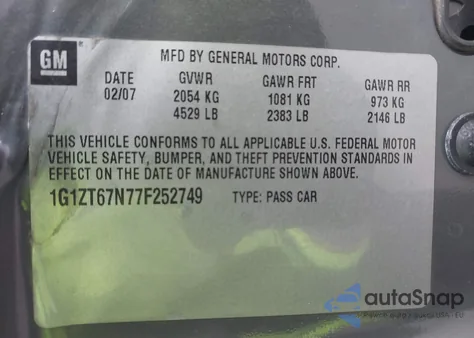 GM
MFD BY GENERAL MOTORS CORP.
DATE GVWR GAWR FRT GAWR RR
02/07 2054 KG 1081 KG 973 KG
4529 LB 2383 LB 2146 LB
THIS VEHICLE CONFORMS TO ALL APPLICABLE U.S. FEDERAL MOTOR
VEHICLE SAFETY, BUMPER, AND THEFT PREVENTION STANDARDS IN
EFFECT ON THE DATE OF MANUFACTURE SHOWN ABOVE.
1G1ZT67N77F252749 TYPE: PASS CAR
autaSnap